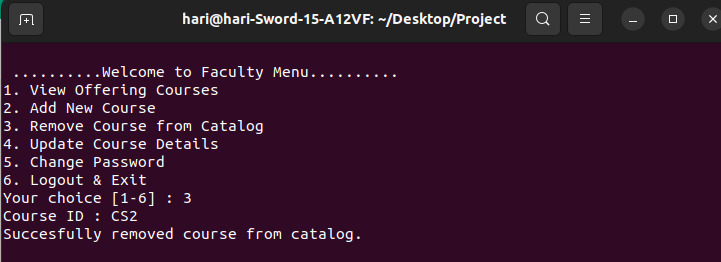 hari@hari-Sword-15-A12VF: ~/Desktop/Project
..........Welcome to Faculty Menu..........
1. View Offering Courses
2. Add New Course
3. Remove Course from Catalog
4. Update Course Details
5. Change Password
6. Logout & Exit
Your choice [1-6] : 3
Course ID : CS2
Succesfully removed course from catalog.